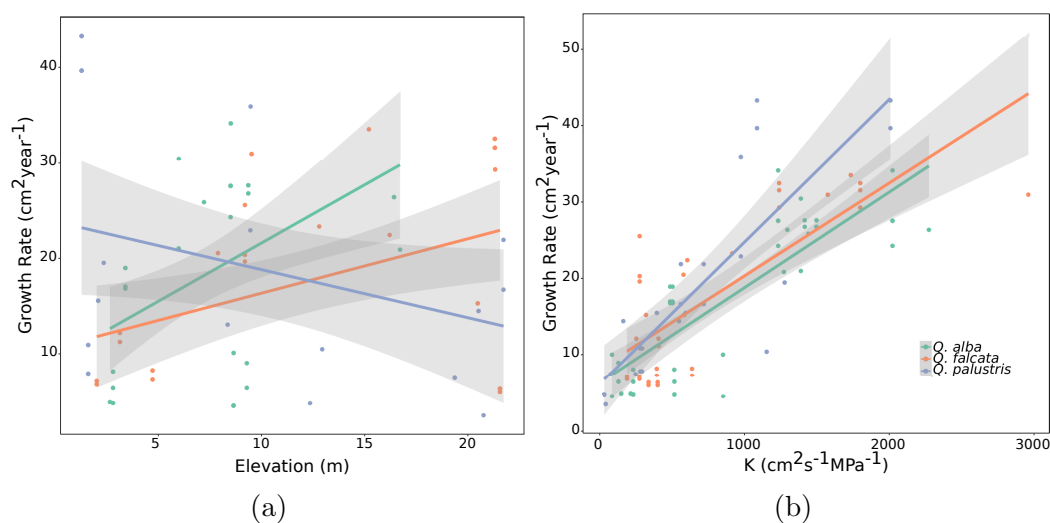 40
30
20
10
Growth Rate (cm2year-1)
5
10
15
20
Elevation (m)
(a)
50
40
30
20
10
0
Growth Rate (cm2year-1)
Q. alba
Q. falcata
Q. palustris
0
1000
2000
3000
K (cm2s-1MPa-1)
(b)